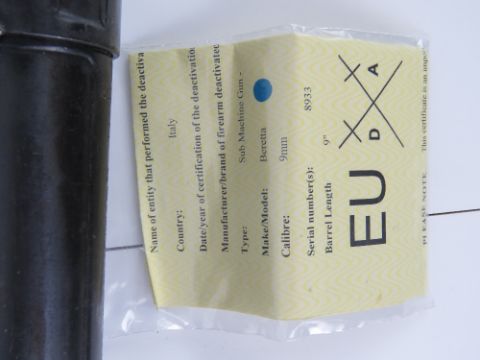 Name of entity that performed the deactiva
Country: Italy
Date/year of certification of the deactivation
Manufacturer/brand of firearm deactivated
Type: Sub Machine Gun -
Make/Model: Beretta
Calibre: 9mm
Serial number(s): 8933
Barrel Length 9"
EU
D A
X X
PLEASE NOTE This certificate is an impo